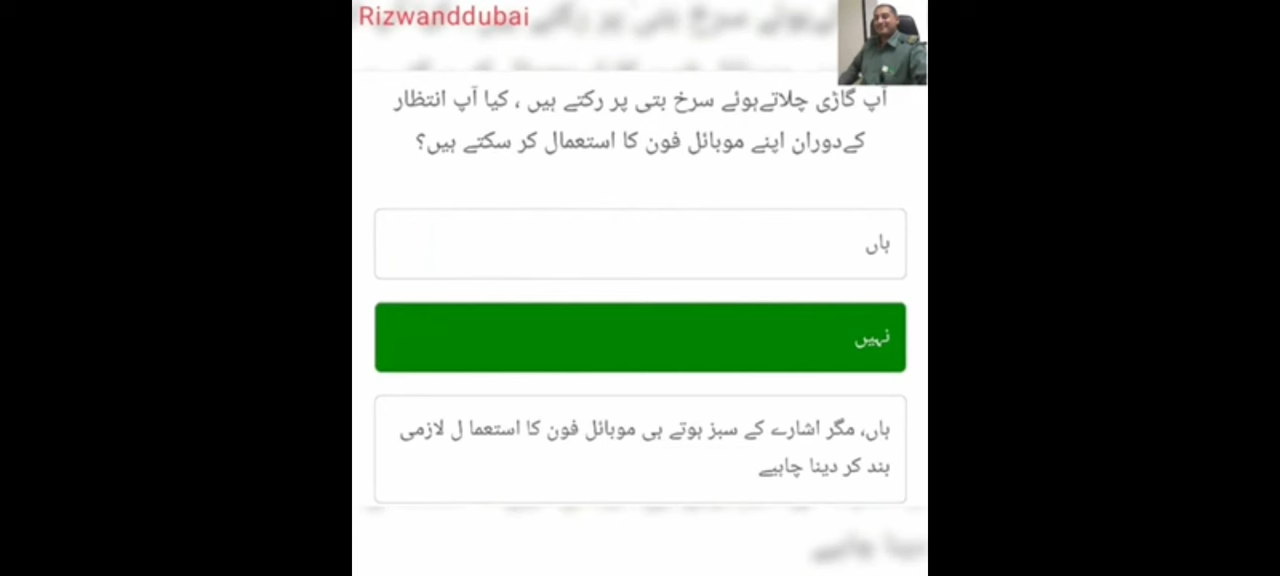 Rizwanddubai
آپ گاڑی چلاتےہوئے سرخ بتی پر رکتے ہیں ، کیا آپ انتظار
کےدوران اپنے موبائل فون کا استعمال کر سکتے ہیں؟
ہاں
نہیں
ہاں، مگر اشارے کے سبز ہوتے ہی موبائل فون کا استعما ل لازمی
بند کر دینا چاہیے